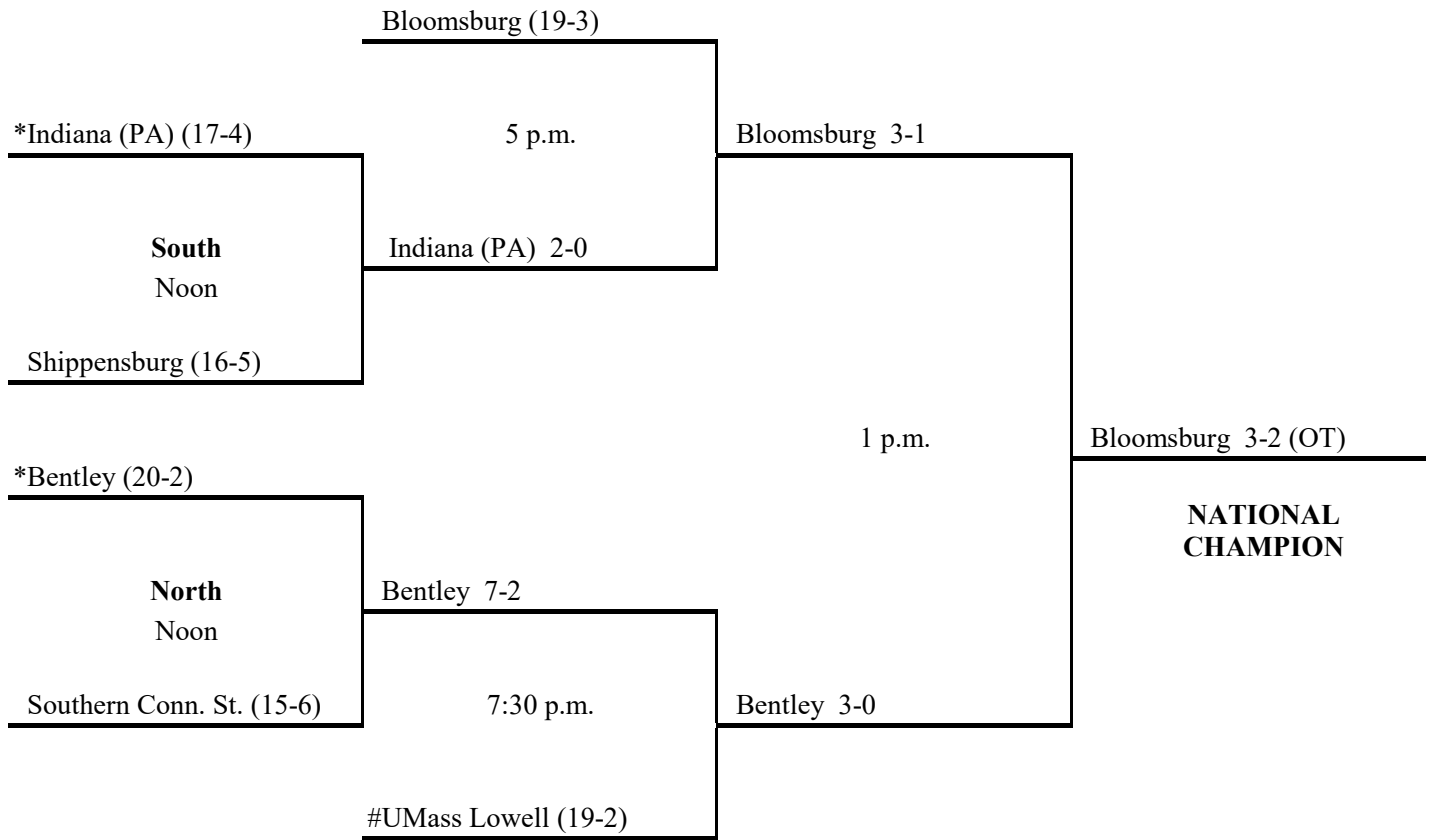 Bloomsburg (19-3)
*Indiana (PA) (17-4)
5 p.m.
Bloomsburg 3-1
South
Noon
Indiana (PA) 2-0
Shippensburg (16-5)
1 p.m.
Bloomsburg 3-2 (OT)
*Bentley (20-2)
NATIONAL
CHAMPION
North
Noon
Bentley 7-2
Southern Conn. St. (15-6)
7:30 p.m.
Bentley 3-0
#UMass Lowell (19-2)